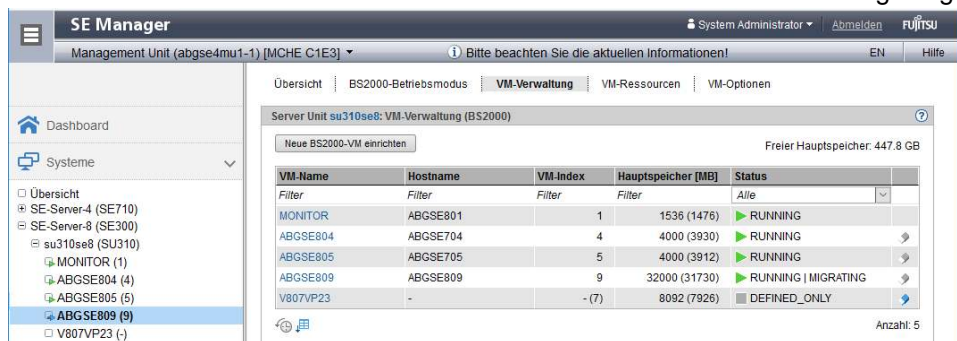 SE Manager
System Administrator
Abmelden
FUJITSU
Management Unit (abgse4mu1-1) [MCHE C1E3]
Bitte beachten Sie die aktuellen Informationen!
EN
Hilfe
Übersicht
BS2000-Betriebsmodus
VM-Verwaltung
VM-Ressourcen
VM-Optionen
Dashboard
Systeme
Übersicht
SE-Server-4 (SE710)
SE-Server-8 (SE300)
su310se8 (SU310)
MONITOR (1)
ABGSE804 (4)
ABGSE805 (5)
ABGSE809 (9)
V807VP23 (-)
Server Unit su310se8: VM-Verwaltung (BS2000)
Neue BS2000-VM einrichten
Freier Hauptspeicher: 447.8 GB
VM-Name Hostname VM-Index Hauptspeicher [MB] Status
Filter Filter Filter Filter Alle
MONITOR ABGSE801 1 1536 (1476) RUNNING
ABGSE804 ABGSE704 4 4000 (3930) RUNNING
ABGSE805 ABGSE705 5 4000 (3912) RUNNING
ABGSE809 ABGSE809 9 32000 (31730) RUNNING | MIGRATING
V807VP23 - - (7) 8092 (7926) DEFINED_ONLY
Anzahl: 5